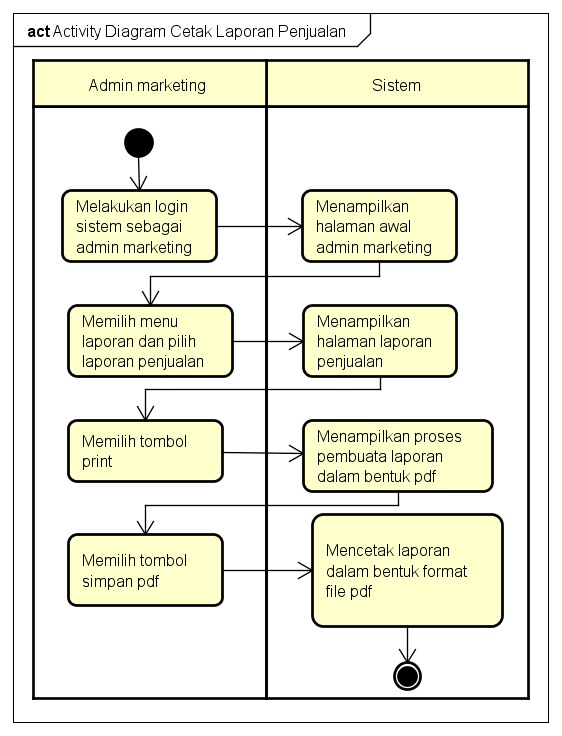 act Activity Diagram Cetak Laporan Penjualan
Admin marketing
Sistem
Melakukan login
sistem sebagai
admin marketing
Menampilkan
halaman awal
admin marketing
Memilih menu
laporan dan pilih
laporan penjualan
Menampilkan
halaman laporan
penjualan
Memilih tombol
print
Menampilkan proses
pembuata laporan
dalam bentuk pdf
Memilih tombol
simpan pdf
Mencetak laporan
dalam bentuk format
file pdf